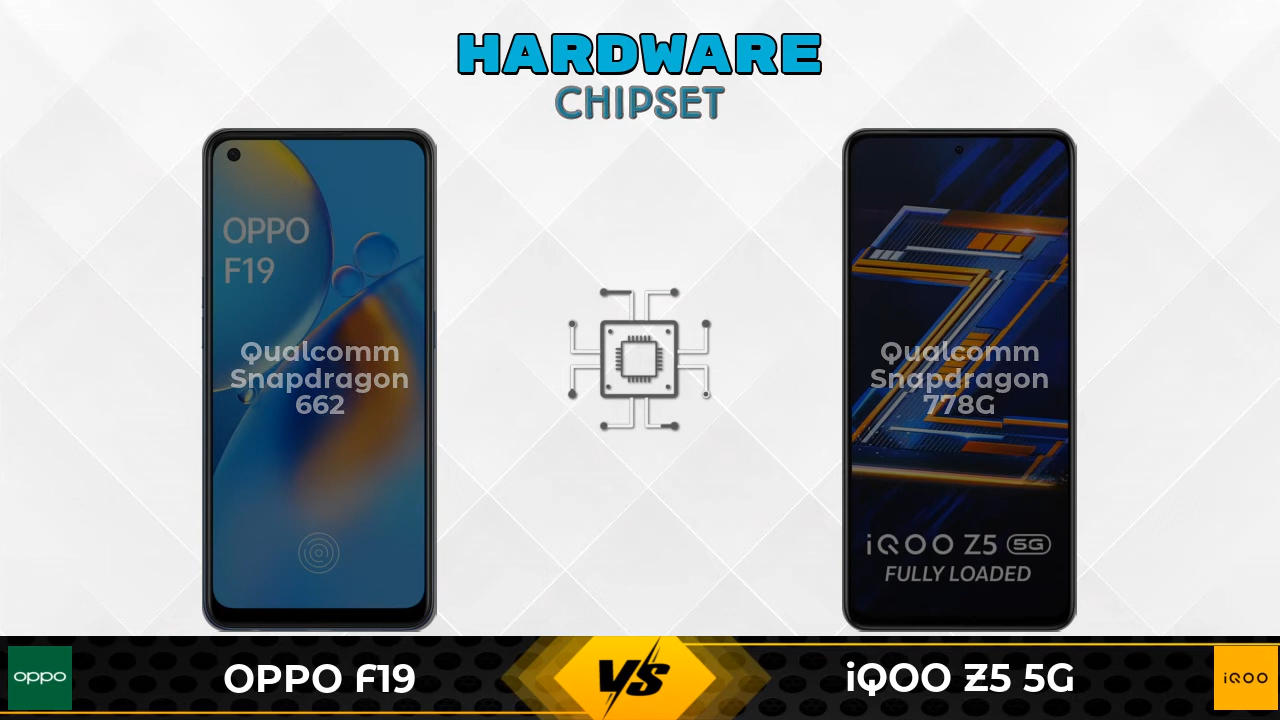 HARDWARE
CHIPSET
OPPO
F19
Qualcomm
Snapdragon
662
Qualcomm
Snapdragon
778G
iQOO Z5 5G
FULLY LOADED
oppo
OPPO F19
VS
iQOO Z5 5G
iQOO